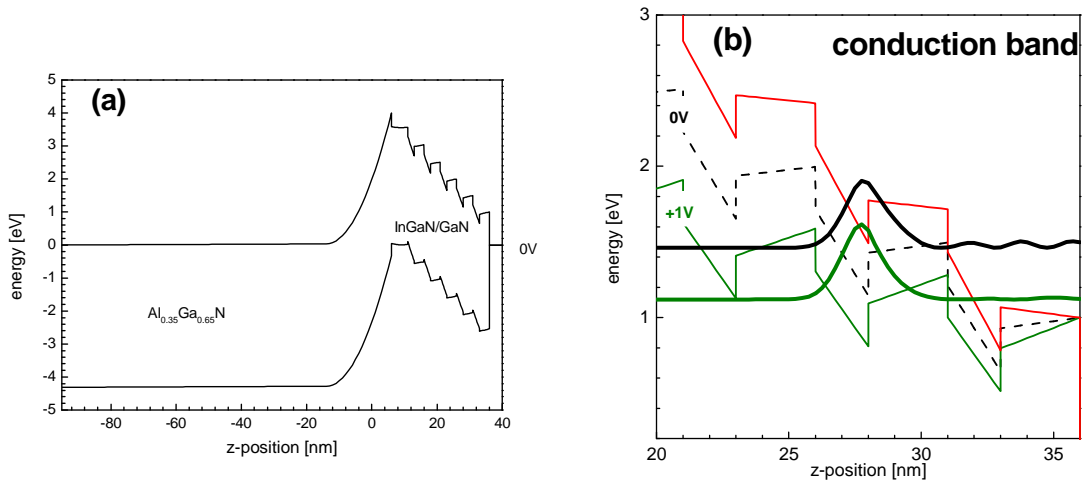 (a)
energy [eV]
5
4
3
2
1
0
-1
-2
-3
-4
-5
InGaN/GaN
0V
Al0.35Ga0.65N
-80 -60 -40 -20 0 20 40
z-position [nm]
(b) conduction band
energy [eV]
3
2
1
0V
+1V
20 25 30 35
z-position [nm]